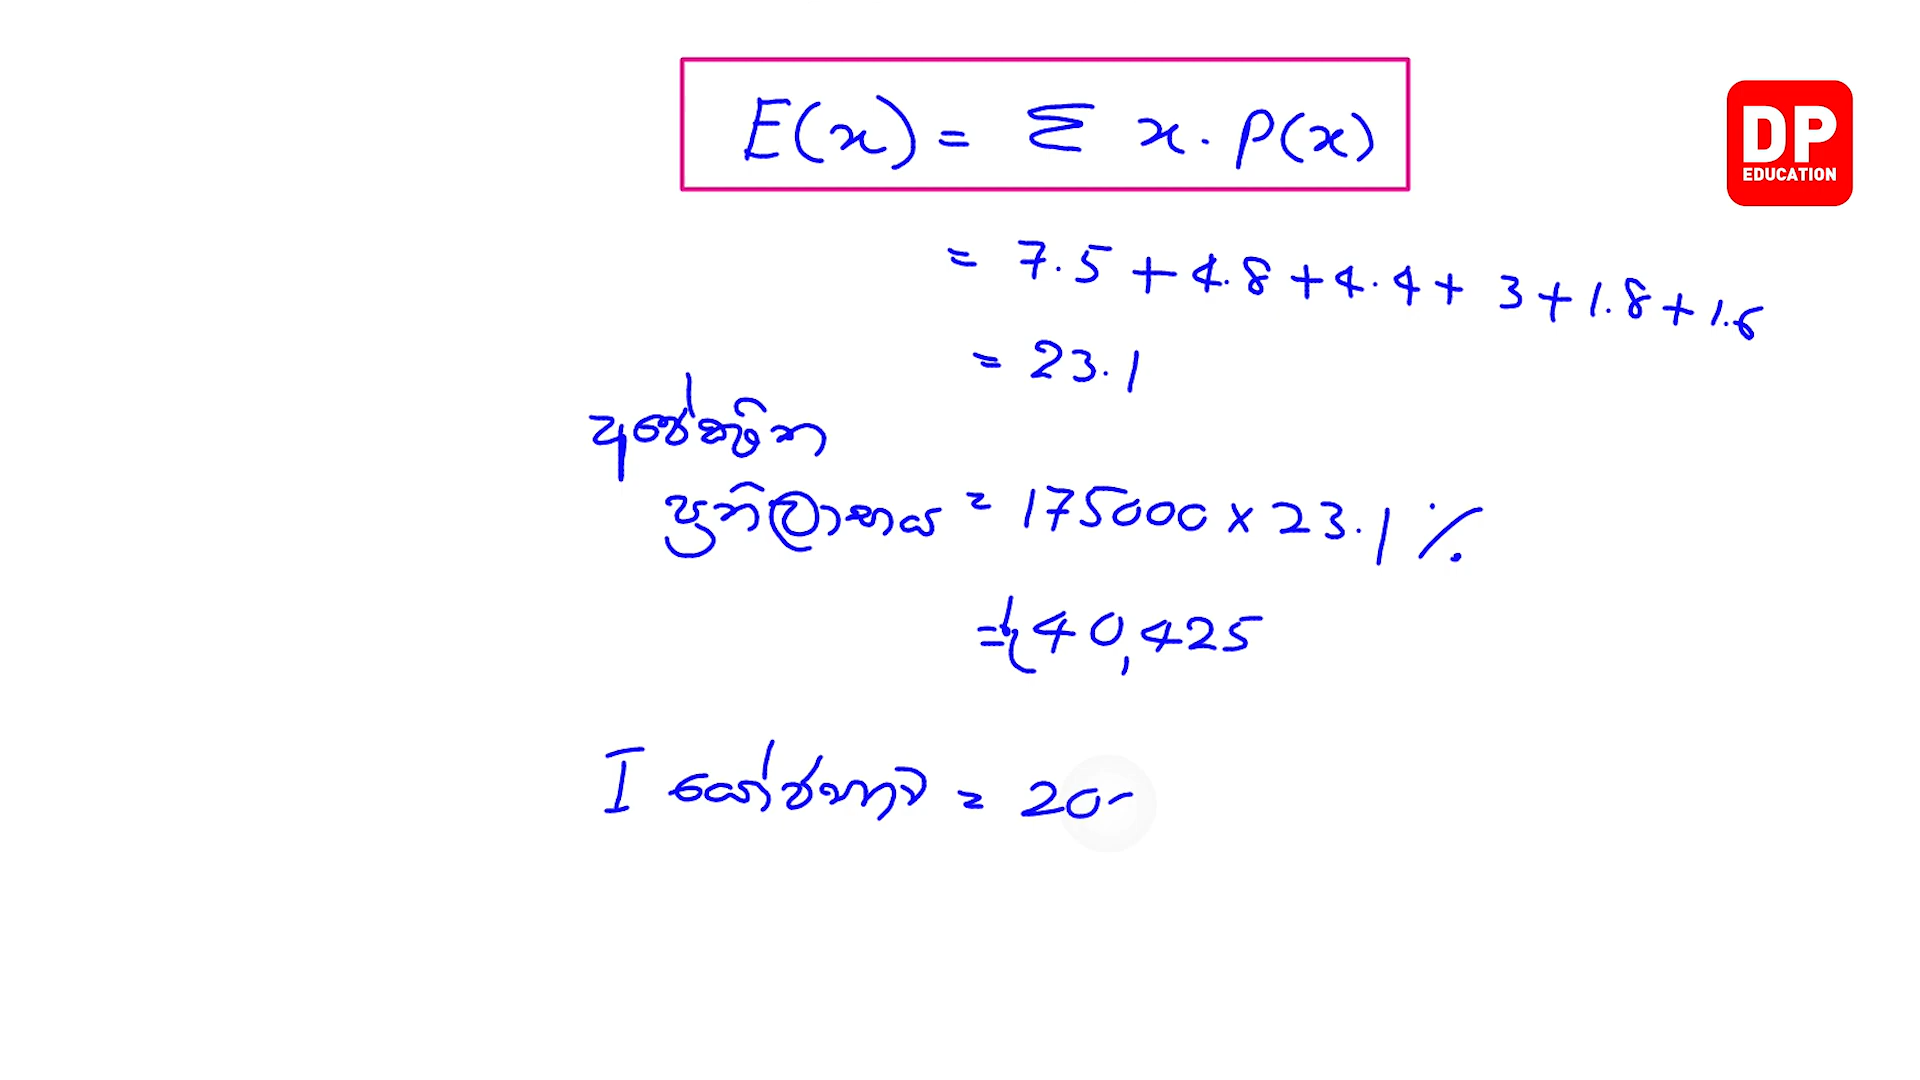 E(x) = Σ x. P(x)
DP
EDUCATION
= 7.5 + 4.8 + 4.4 + 3 + 1.8 + 1.6
= 23.1
අපේක්ෂිත
ප්‍රතිලාභය = 175000 x 23.1 %
= රු 40,425
I යෝජනාව = 20